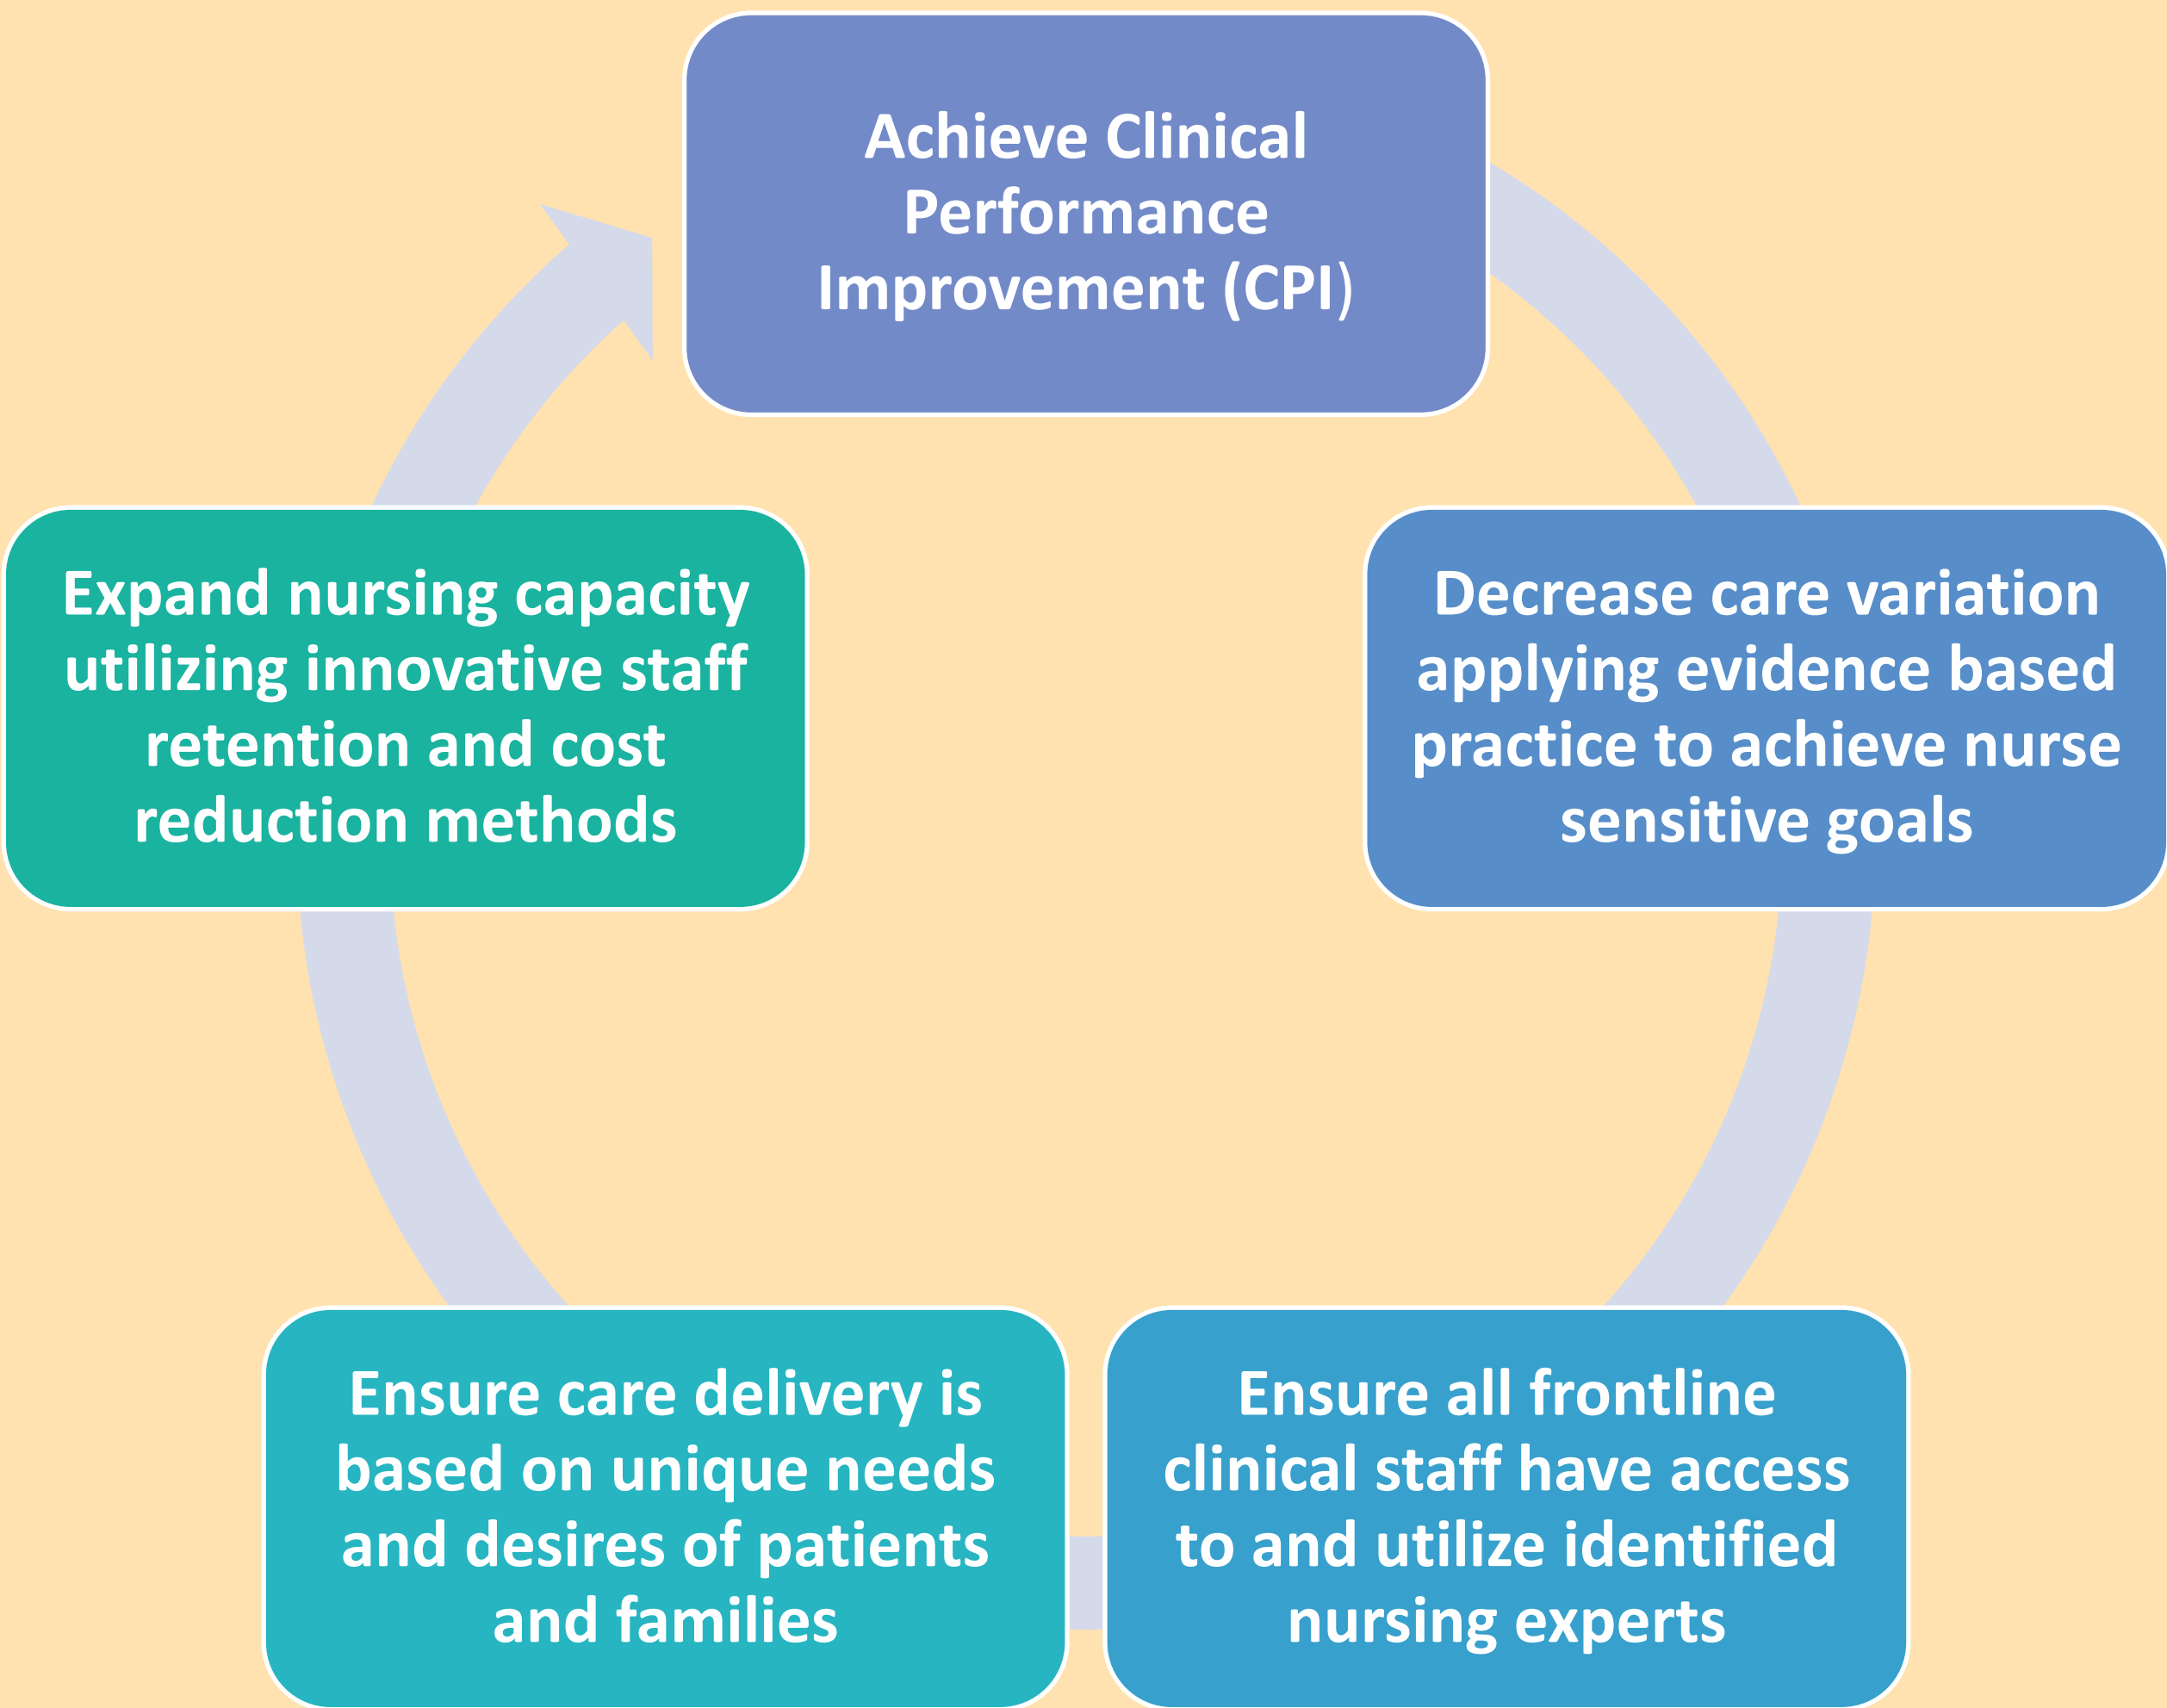 Achieve Clinical
Performance
Improvement (CPI)
Decrease care variation
applying evidence based
practice to achieve nure
sensitive goals
Ensure all frontline
clinical staff have access
to and utilize identified
nursing experts
Ensure care delivery is
based on unique needs
and desires of patients
and families
Expand nursing capacity
utilizing innovative staff
retention and cost
reduction methods